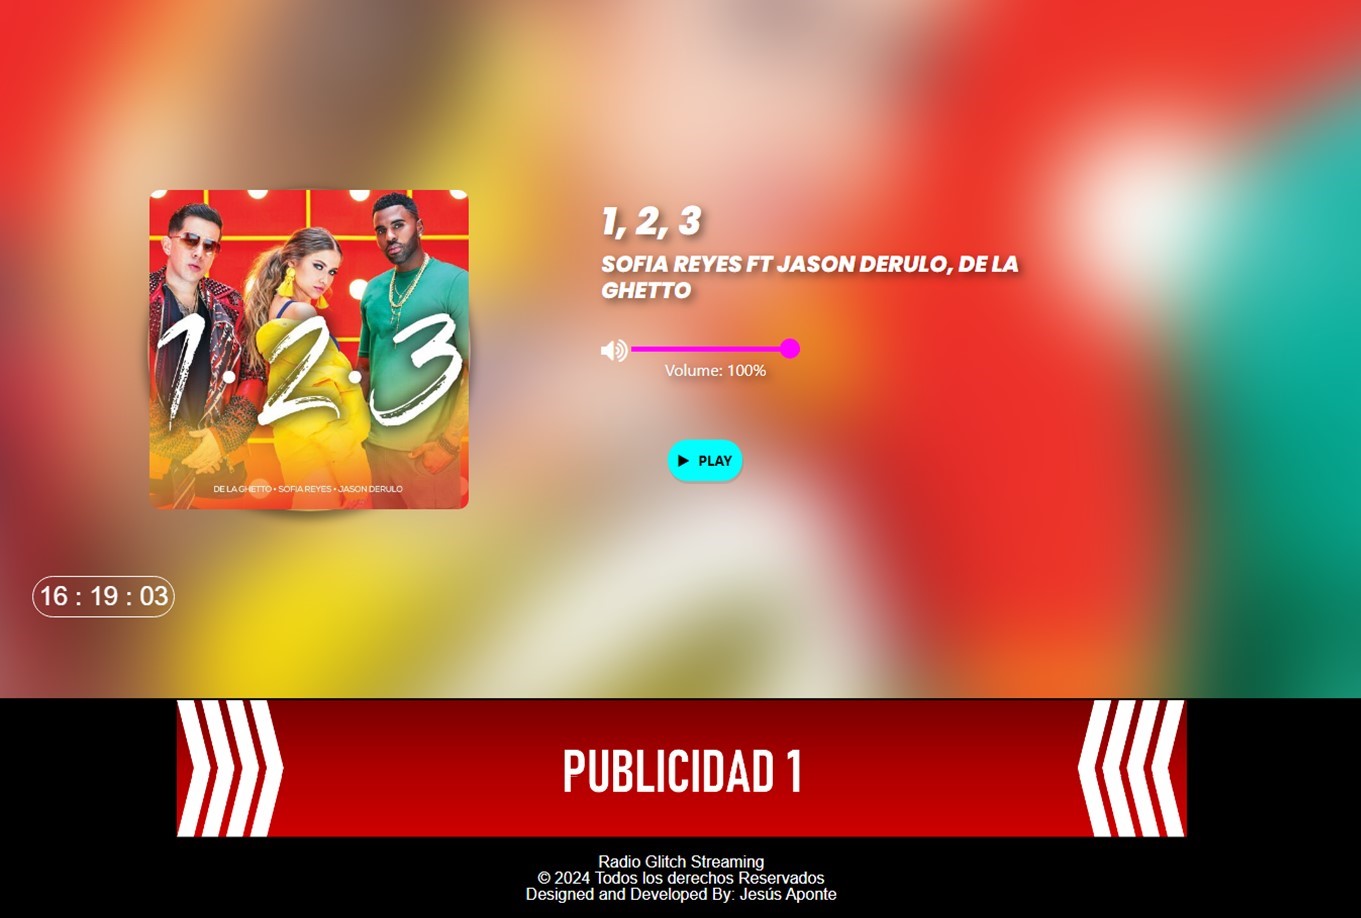 1, 2, 3
SOFIA REYES FT JASON DERULO, DE LA
GHETTO
Volume: 100%
PLAY
1 • 2 • 3
DE LA GHETTO • SOFIA REYES • JASON DERULO
16 : 19 : 03
PUBLICIDAD 1
Radio Glitch Streaming
© 2024 Todos los derechos Reservados
Designed and Developed By: Jesús Aponte